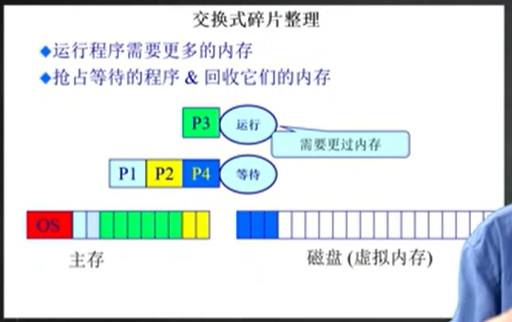 交换式碎片整理
◆运行程序需要更多的内存
◆抢占等待的程序 & 回收它们的内存
P3 运行
需要更过内存
P1 P2 P4 等待
OS
主存 磁盘 (虚拟内存)